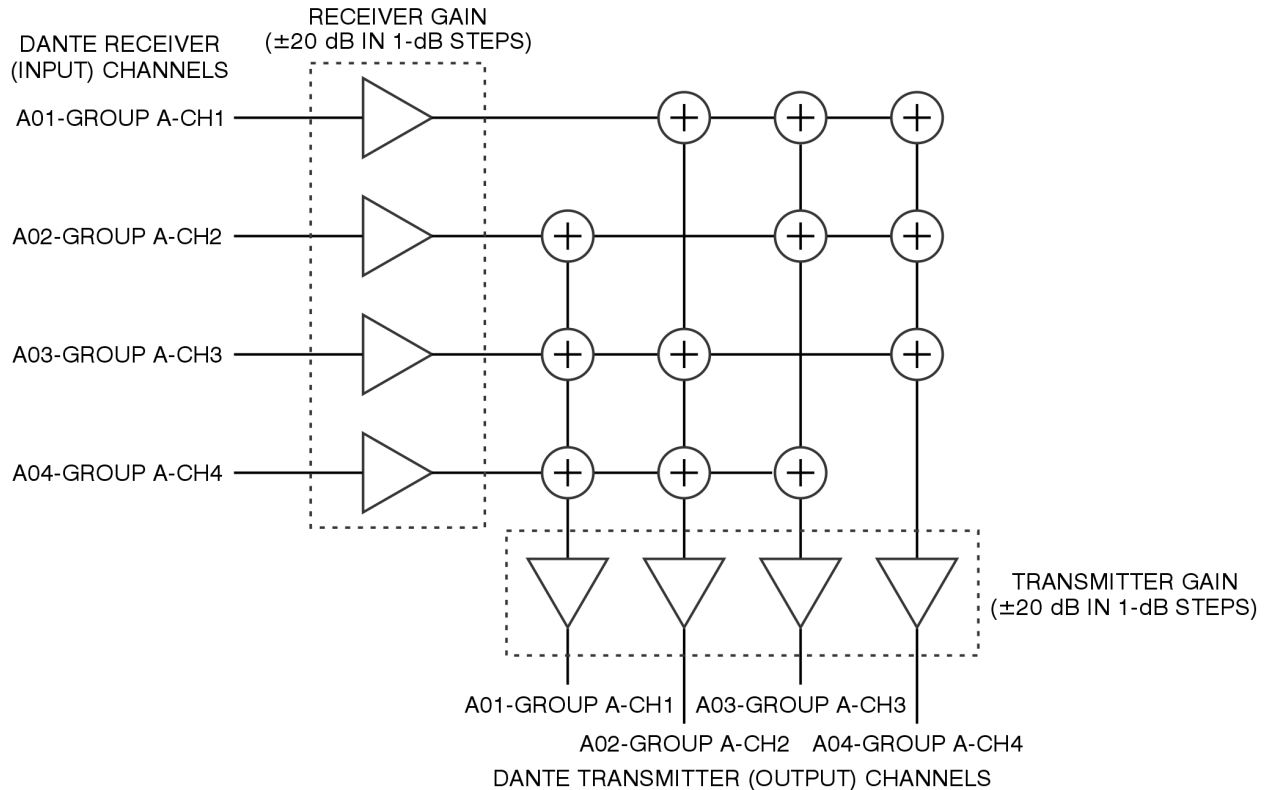 RECEIVER GAIN
(±20 dB IN 1-dB STEPS)
DANTE RECEIVER
(INPUT) CHANNELS
A01-GROUP A-CH1
A02-GROUP A-CH2
A03-GROUP A-CH3
A04-GROUP A-CH4
TRANSMITTER GAIN
(±20 dB IN 1-dB STEPS)
A01-GROUP A-CH1
A03-GROUP A-CH3
A02-GROUP A-CH2
A04-GROUP A-CH4
DANTE TRANSMITTER (OUTPUT) CHANNELS